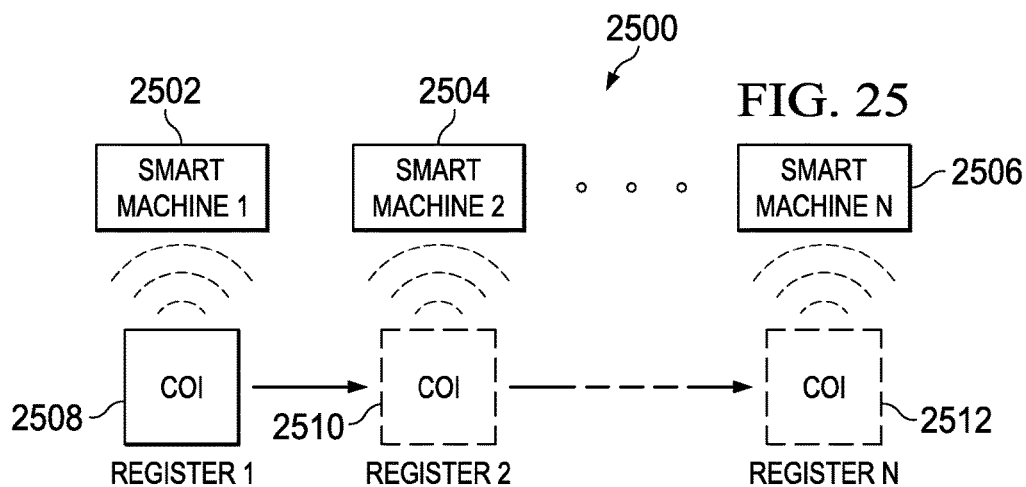 2500
2502
2504
FIG. 25
SMART
MACHINE 1
SMART
MACHINE 2
SMART
MACHINE N
2506
COI
COI
COI
2508
2510
2512
REGISTER 1
REGISTER 2
REGISTER N